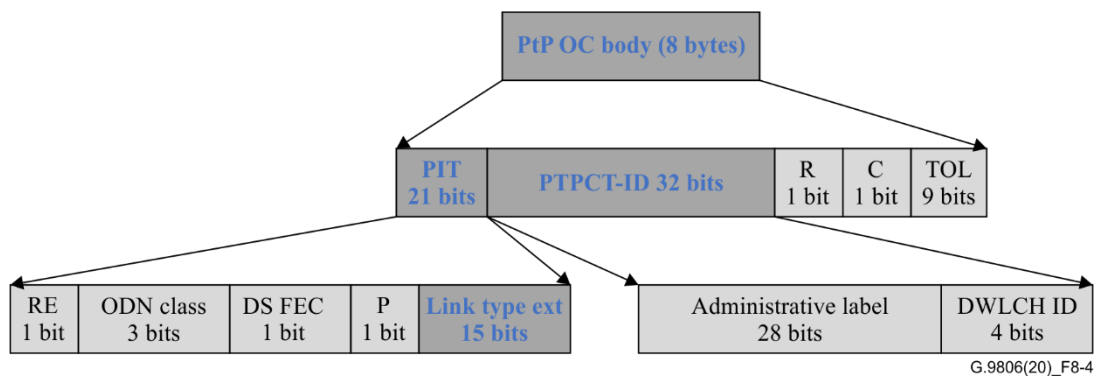 PtP OC body (8 bytes)
PIT
21 bits
PTPCT-ID 32 bits
R
1 bit
C
1 bit
TOL
9 bits
RE
1 bit
ODN class
3 bits
DS FEC
1 bit
P
1 bit
Link type ext
15 bits
Administrative label
28 bits
DWLCH ID
4 bits
G.9806(20)_F8-4